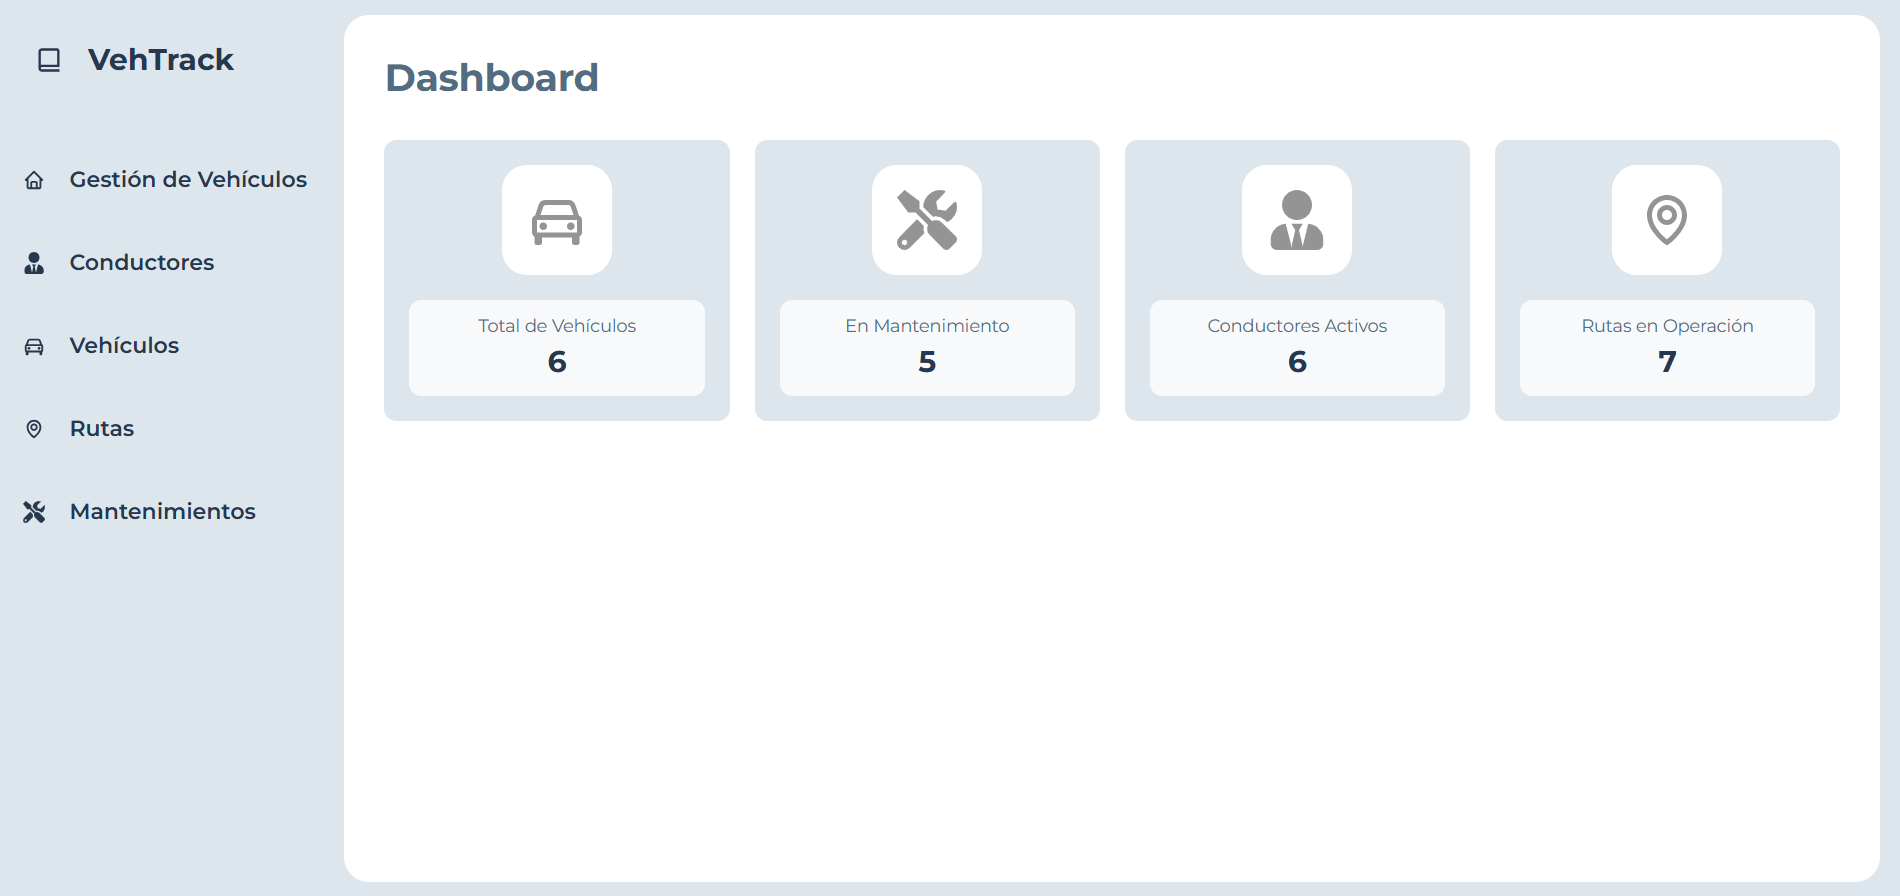 VehTrack
Gestión de Vehículos
Conductores
Vehículos
Rutas
Mantenimientos
Dashboard
Total de Vehículos
6
En Mantenimiento
5
Conductores Activos
6
Rutas en Operación
7